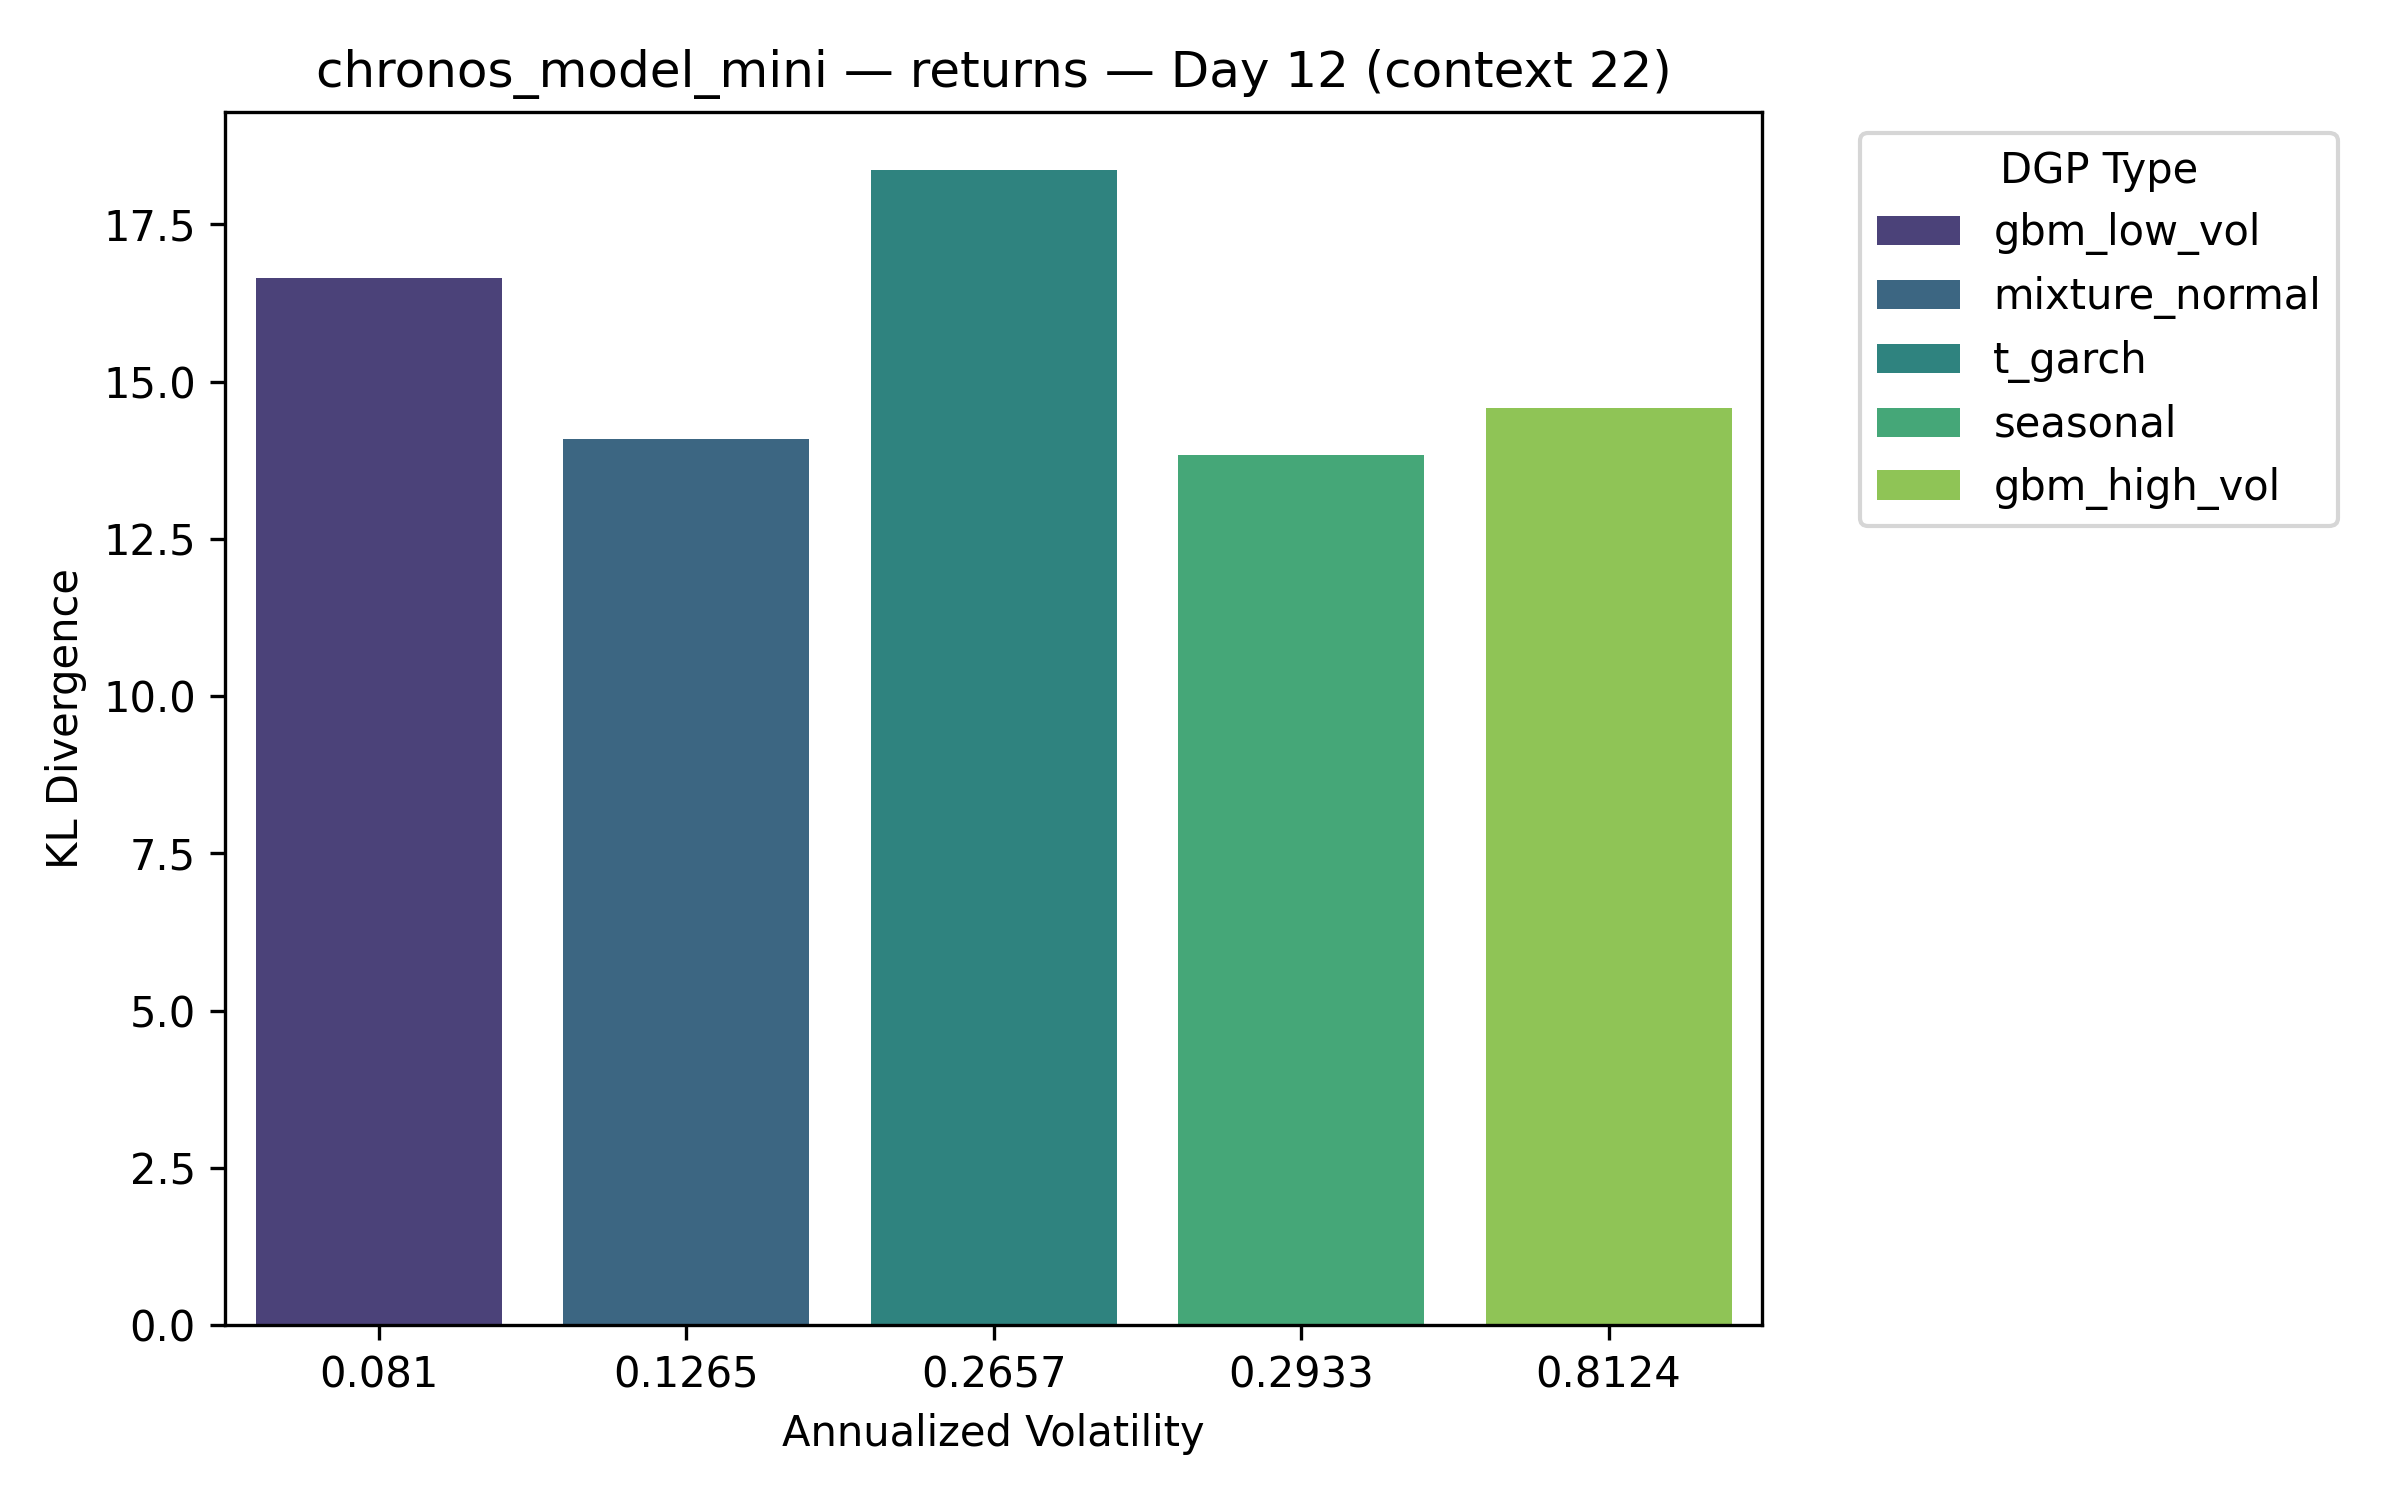 chronos_model_mini — returns — Day 12 (context 22)
KL Divergence
17.5
15.0
12.5
10.0
7.5
5.0
2.5
0.0
0.081
0.1265
0.2657
0.2933
0.8124
Annualized Volatility
DGP Type
gbm_low_vol
mixture_normal
t_garch
seasonal
gbm_high_vol